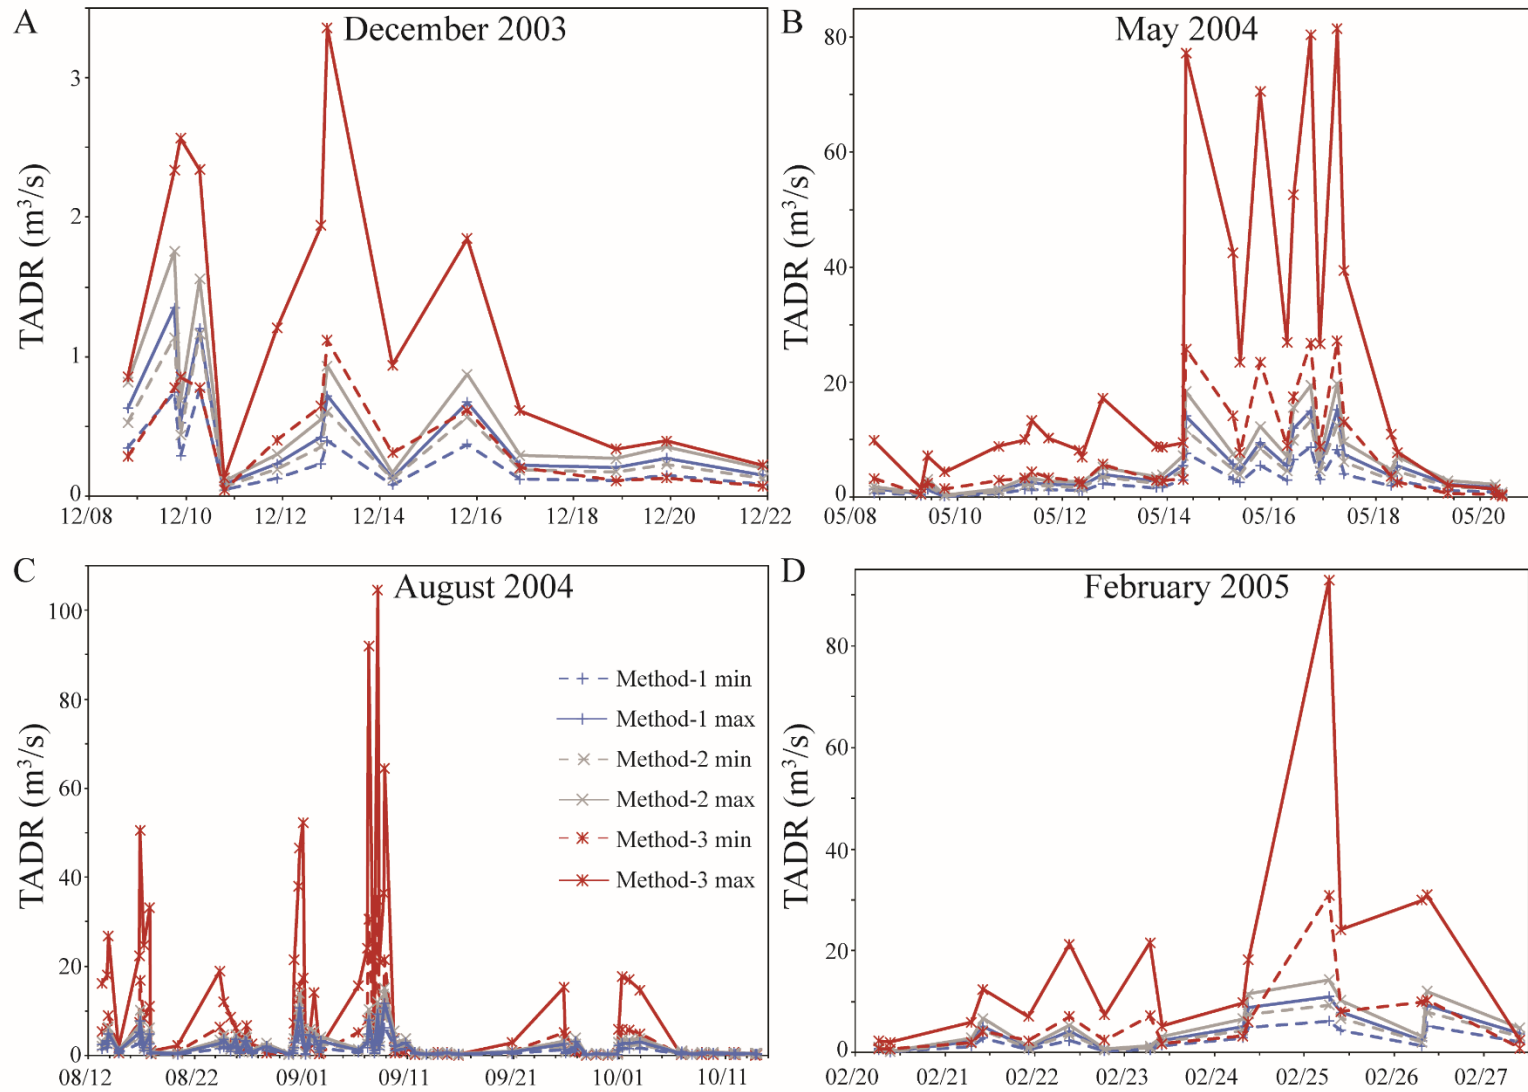 A
December 2003
TADR (m³/s)
3
2
1
0
12/08
12/10
12/12
12/14
12/16
12/18
12/20
12/22
B
May 2004
TADR (m³/s)
80
60
40
20
0
05/08
05/10
05/12
05/14
05/16
05/18
05/20
C
August 2004
TADR (m³/s)
100
80
60
40
20
0
08/12
08/22
09/01
09/11
09/21
10/01
10/11
Method-1 min
Method-1 max
Method-2 min
Method-2 max
Method-3 min
Method-3 max
D
February 2005
TADR (m³/s)
80
60
40
20
0
02/20
02/21
02/22
02/23
02/24
02/25
02/26
02/27